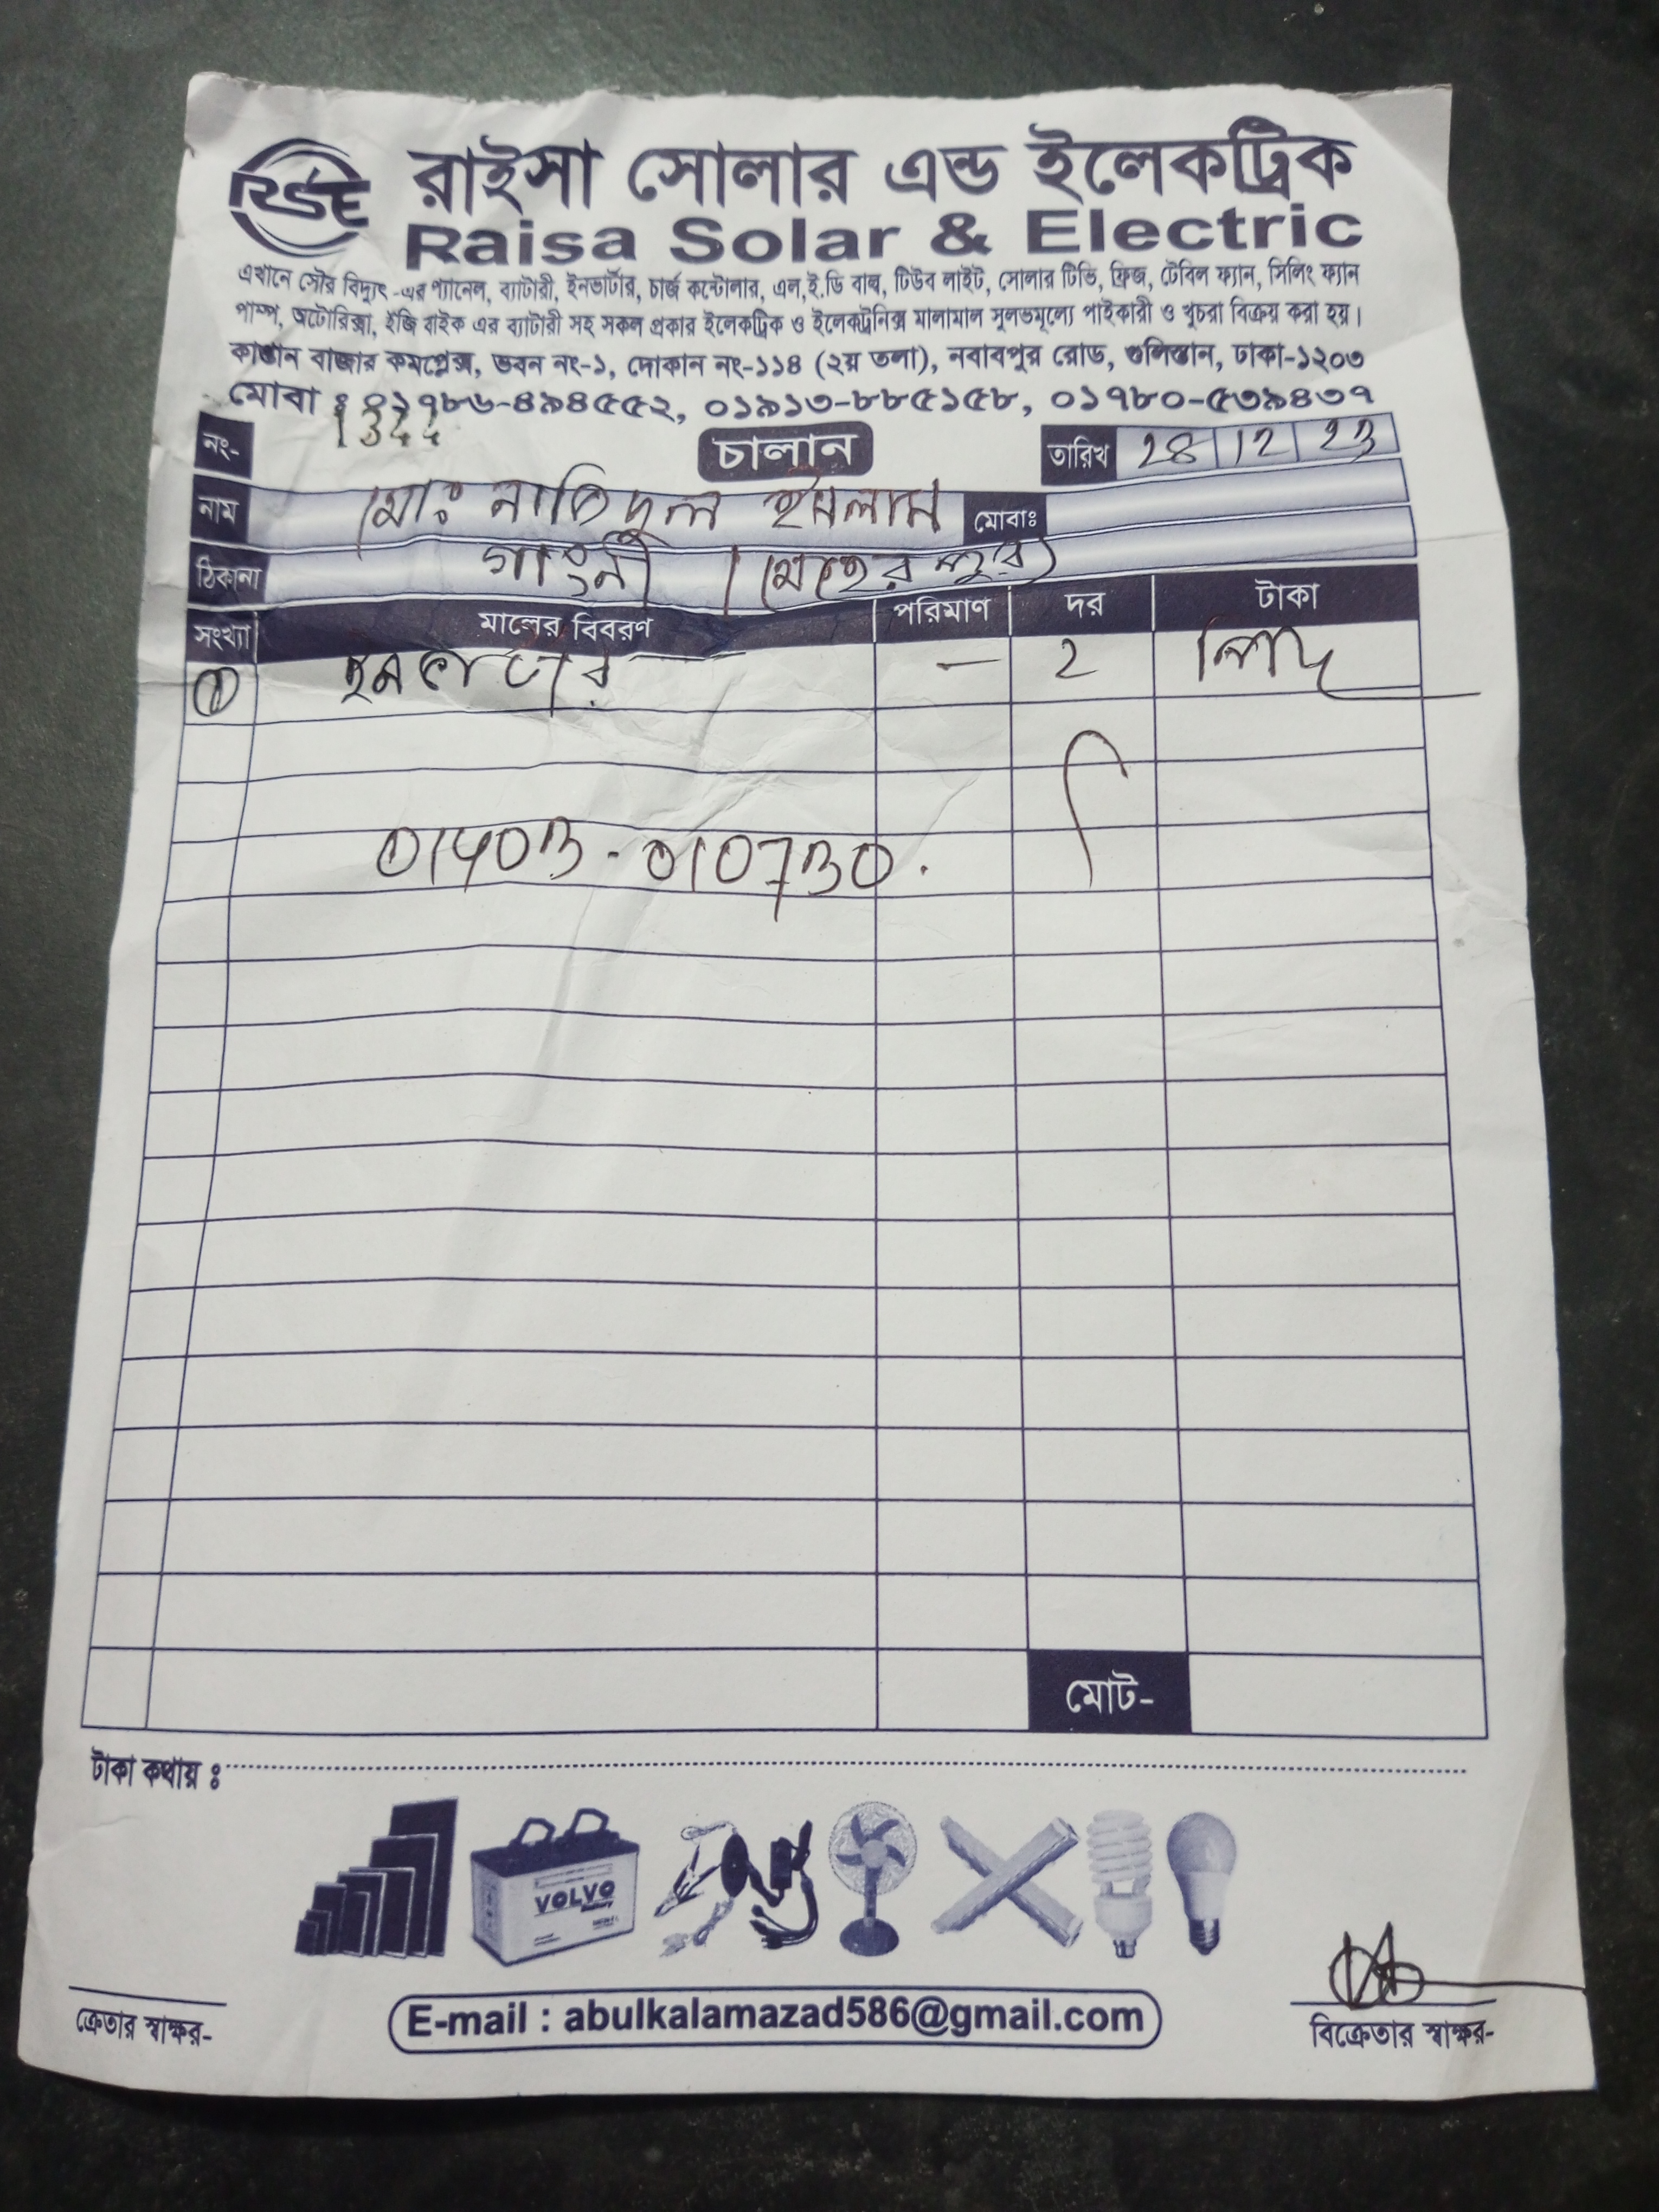 RSE
রাইসা সোলার এন্ড ইলেকট্রিক
Raisa Solar & Electric
এখানে সৌর বিদ্যুৎ-এর প্যানেল, ব্যাটারী, ইনভার্টার, চার্জ কন্টোলার, এল,ই,ডি বাল্ব, টিউব লাইট, সোলার টিভি, ফ্রিজ, টেবিল ফ্যান, সিলিং ফ্যান
পাম্প, অটোরিক্সা, ইজি বাইক এর ব্যাটারী সহ সকল প্রকার ইলেকট্রিক ও ইলেকট্রনিক্স মালামাল সুলভমূল্যে পাইকারী ও খুচরা বিক্রয় করা হয়।
কাপ্তান বাজার কমপ্লেক্স, ভবন নং-১, দোকান নং-১১৪ (২য় তলা), নবাবপুর রোড, গুলিস্তান, ঢাকা-১২০৩
মোবা : ০১৭৮৬-৪৯৪৫৫২, ০১৯১৩-৮৮৫১৫৮, ০১৭৮০-৫৩৯৪৩৭
নং- 1344 চালান তারিখ 28 12 23
নাম মোঃ নাহিদুল ইসলাম মোবাঃ
ঠিকানা গাংনী (মেহেরপুর)
সংখ্যা মালের বিবরণ পরিমাণ দর টাকা
1 ইনভার্টার — 2 পিচ
01403-010730.
মোট-
টাকা কথায় :
VOLVO
ক্রেতার স্বাক্ষর- E-mail : abulkalamazad586@gmail.com বিক্রেতার স্বাক্ষর-